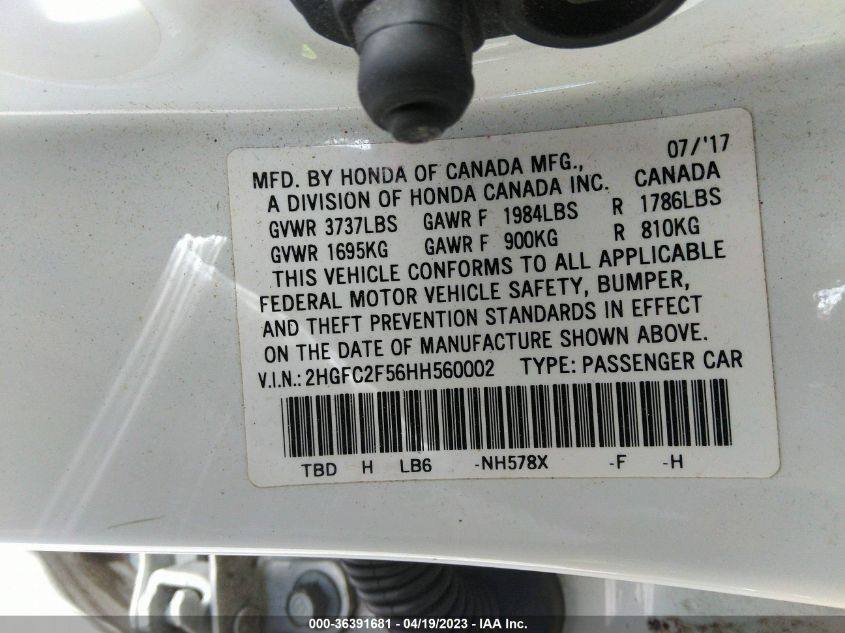 07/'17
MFD. BY HONDA OF CANADA MFG.,
A DIVISION OF HONDA CANADA INC. CANADA
GVWR 3737LBS GAWR F 1984LBS R 1786LBS
GVWR 1695KG GAWR F 900KG R 810KG
THIS VEHICLE CONFORMS TO ALL APPLICABLE
FEDERAL MOTOR VEHICLE SAFETY, BUMPER,
AND THEFT PREVENTION STANDARDS IN EFFECT
ON THE DATE OF MANUFACTURE SHOWN ABOVE.
V.I.N.: 2HGFC2F56HH560002 TYPE: PASSENGER CAR
TBD H LB6 -NH578X -F -H
000-36391681 - 04/19/2023 - IAA Inc.